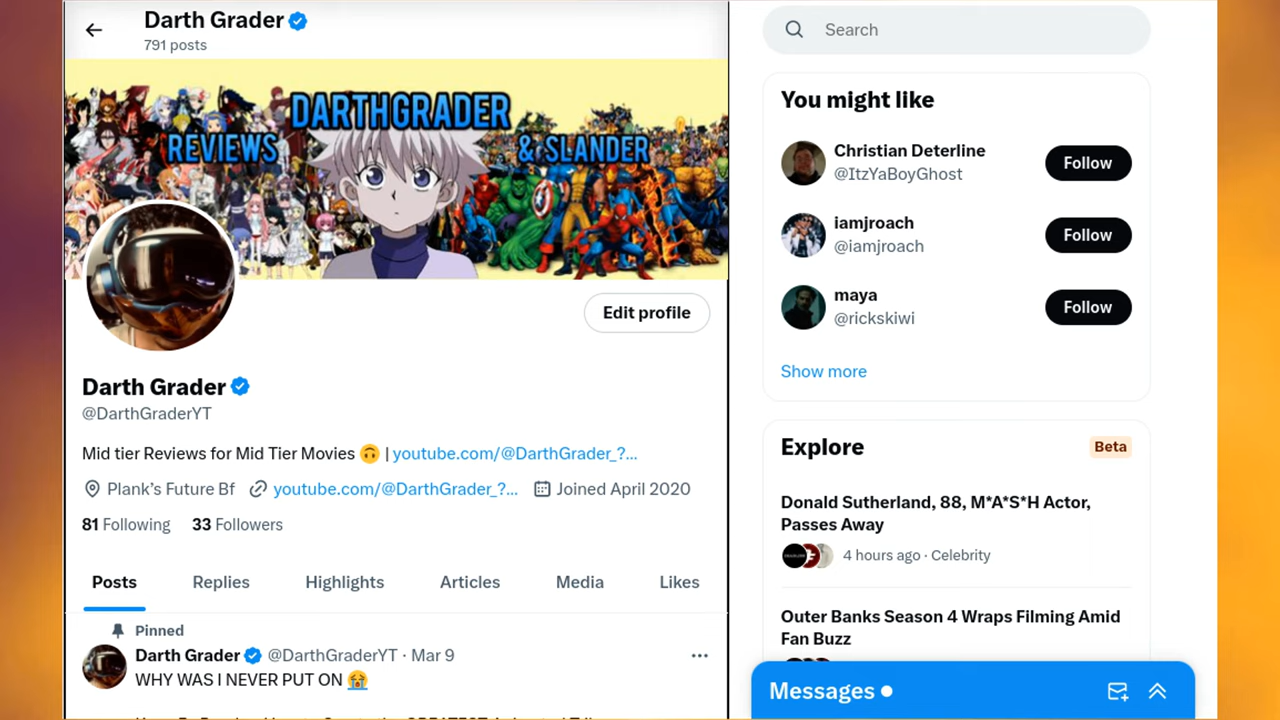 Darth Grader
791 posts
DARTHGRADER
REVIEWS & SLANDER
Edit profile
Darth Grader
@DarthGraderYT
Mid tier Reviews for Mid Tier Movies 🙃 | youtube.com/@DarthGrader_?...
Plank’s Future Bf youtube.com/@DarthGrader_?... Joined April 2020
81 Following 33 Followers
Posts Replies Highlights Articles Media Likes
Pinned
Darth Grader @DarthGraderYT · Mar 9
WHY WAS I NEVER PUT ON 😭
Search
You might like
Christian Deterline
@ItzYaBoyGhost
Follow
iamjroach
@iamjroach
Follow
maya
@rickskiwi
Follow
Show more
Explore
Beta
Donald Sutherland, 88, M*A*S*H Actor,
Passes Away
4 hours ago · Celebrity
Outer Banks Season 4 Wraps Filming Amid
Fan Buzz
Messages